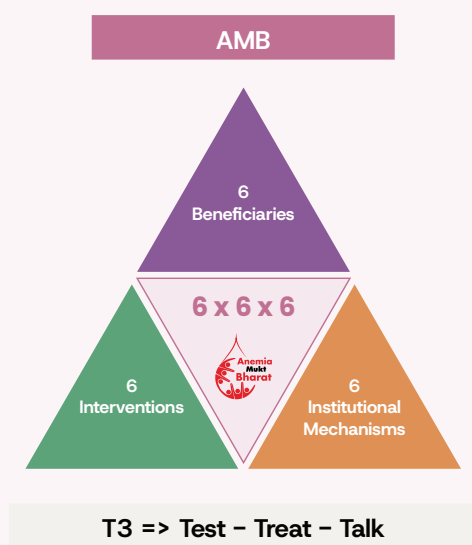 AMB
6
Beneficiaries
6 x 6 x 6
Anemia
Mukt
Bharat
6
Interventions
6
Institutional
Mechanisms
T3 => Test - Treat - Talk